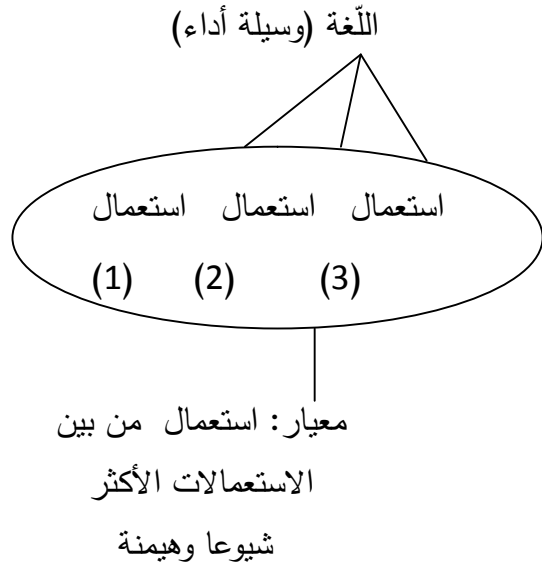 اللّغة (وسيلة أداء)
استعمال استعمال استعمال
(1) (2) (3)
معيار: استعمال من بين
الاستعمالات الأكثر
شيوعا وهيمنة